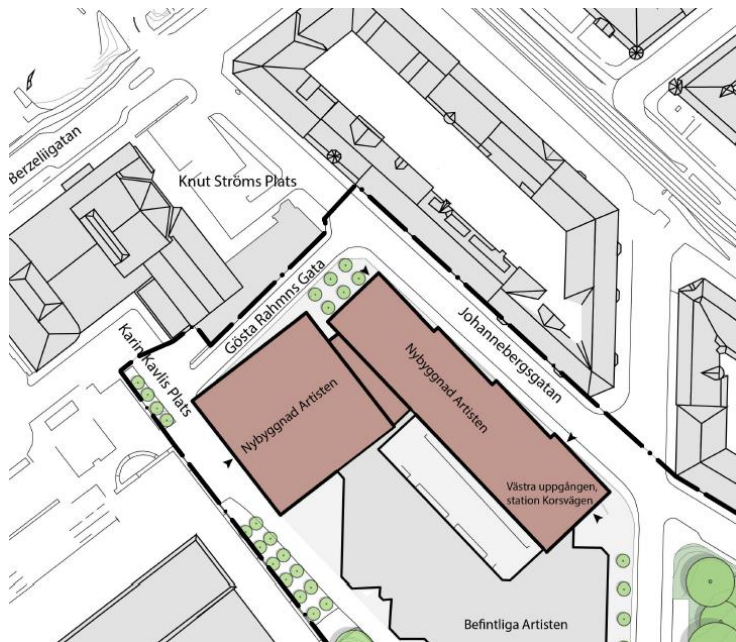 Berzeliigatan
Knut Ströms Plats
Gösta Rahmns Gata
Karin Kavlis Plats
Johannebergsgatan
Nybyggnad Artisten
Nybyggnad Artisten
Västra uppgången,
station Korsvägen
Befintliga Artisten